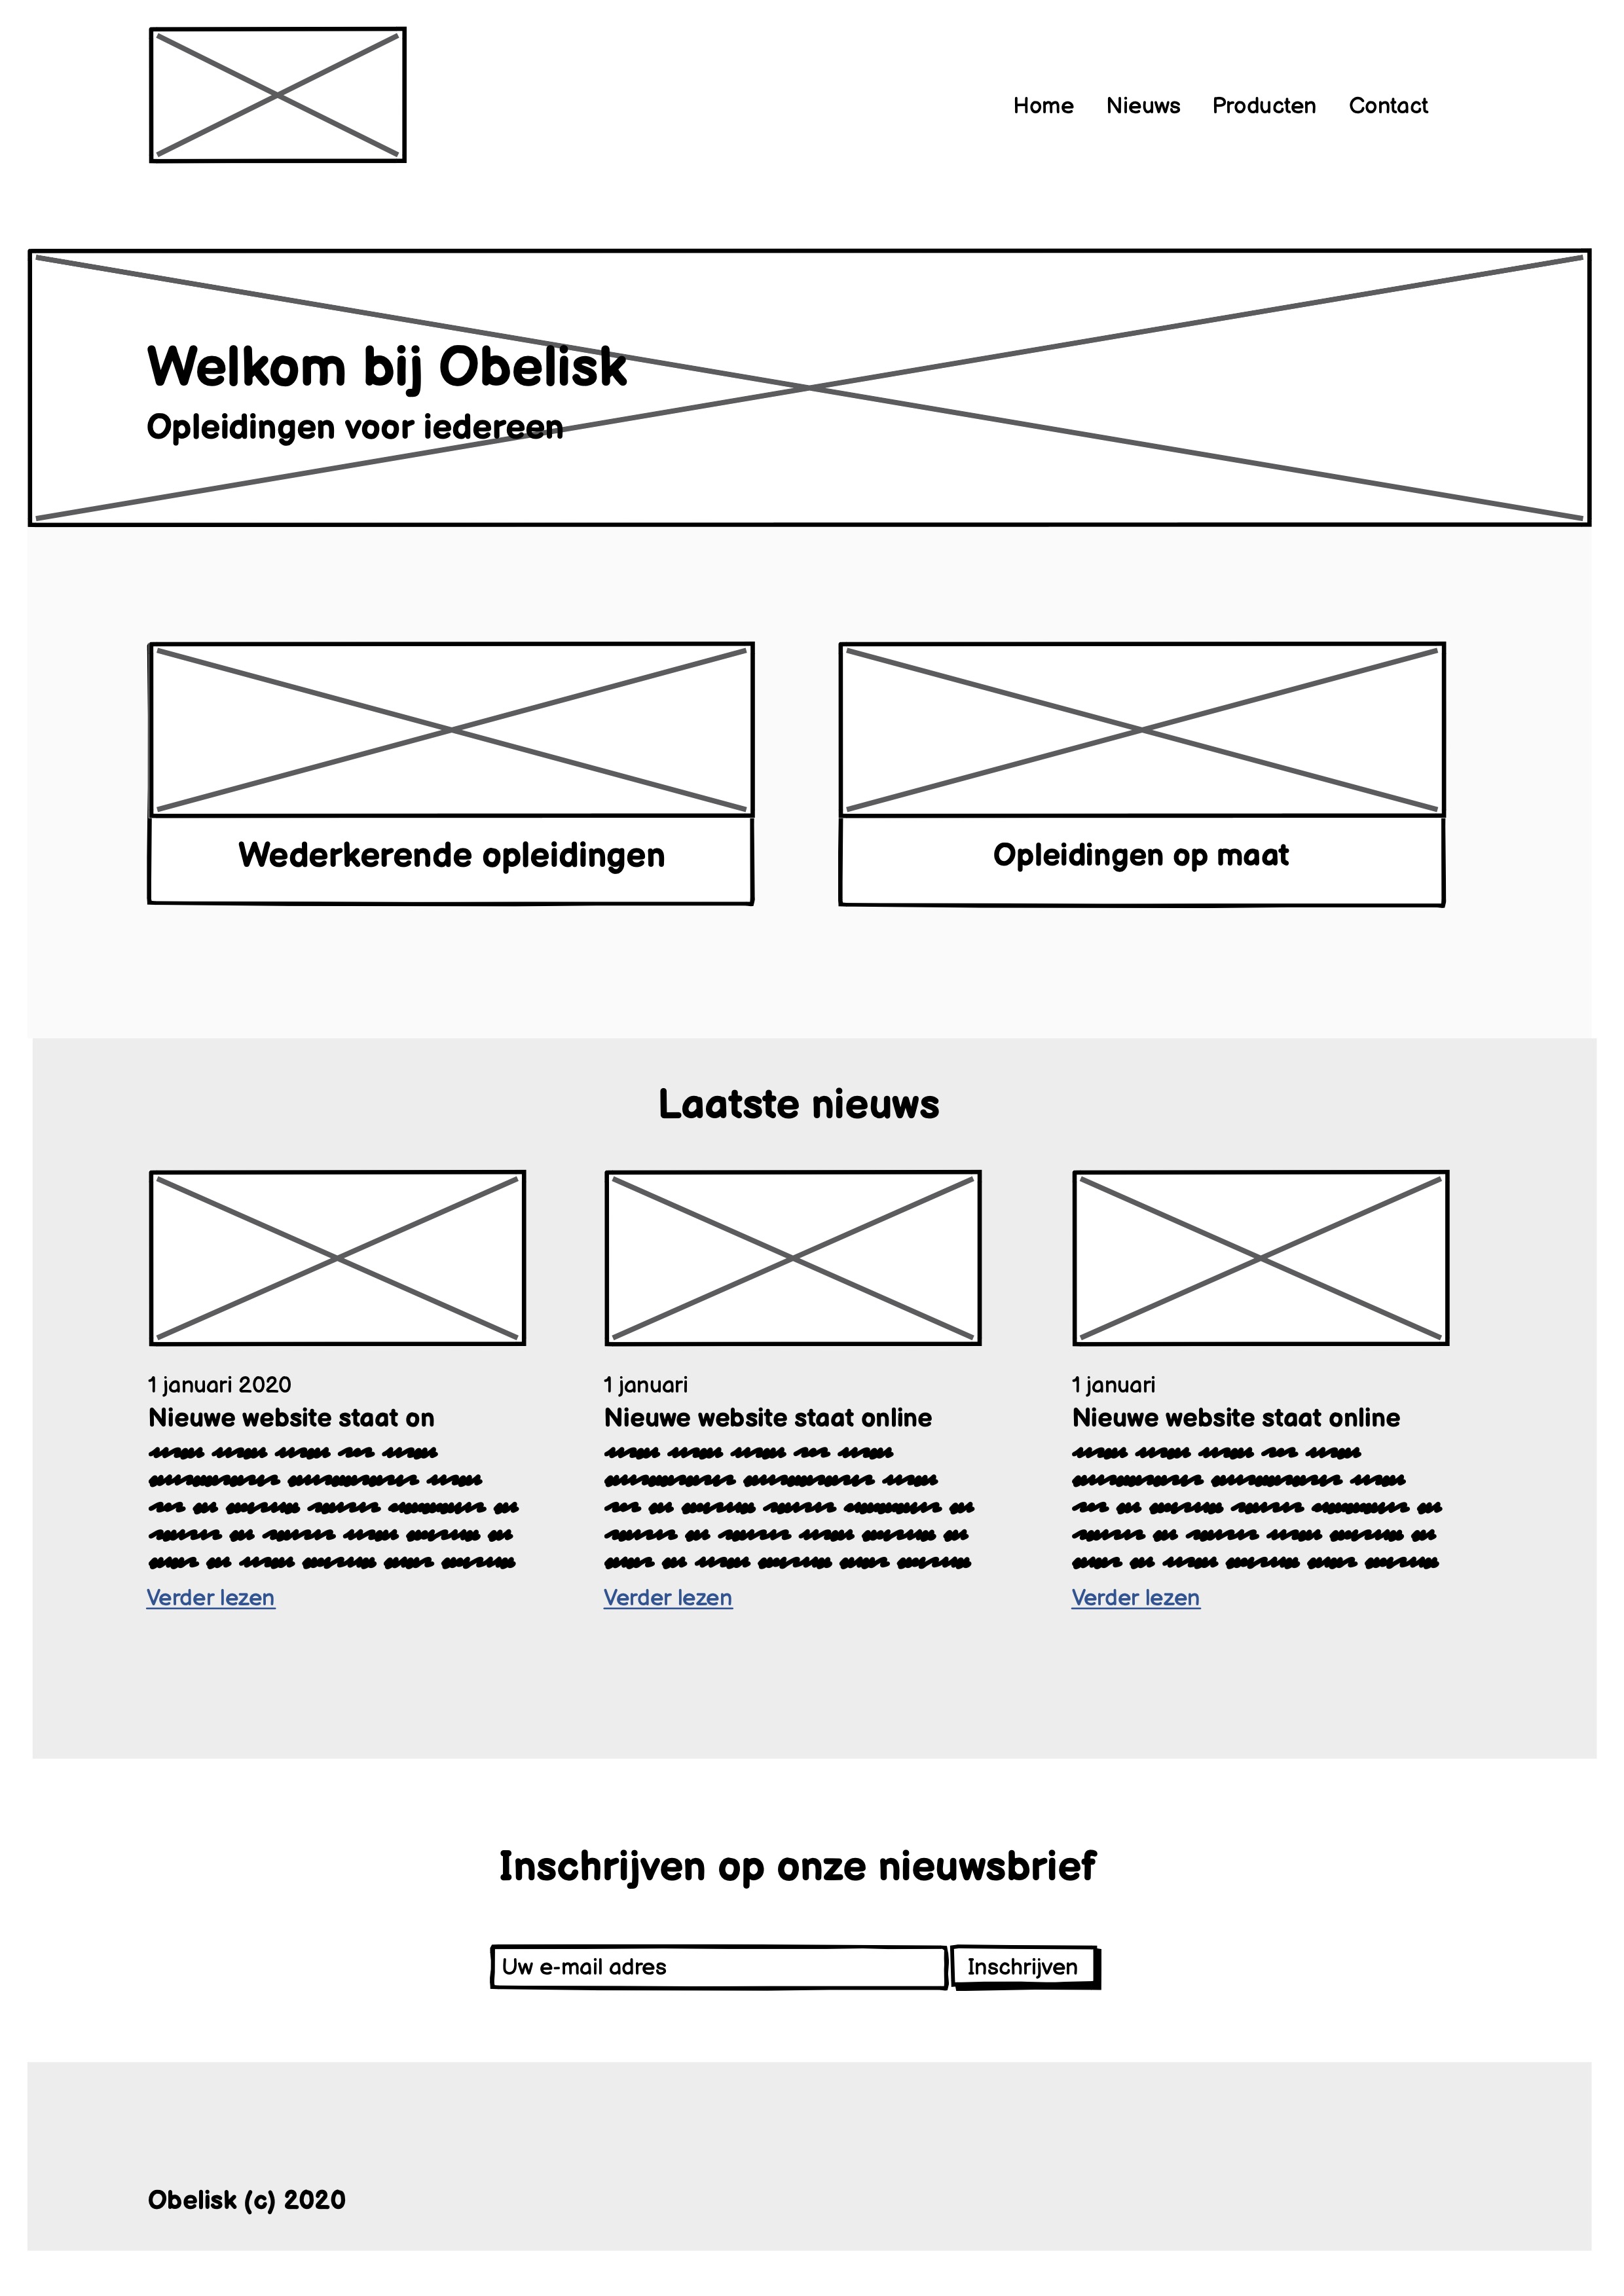 Home Nieuws Producten Contact
Welkom bij Obelisk
Opleidingen voor iedereen
Wederkerende opleidingen
Opleidingen op maat
Laatste nieuws
1 januari 2020
Nieuwe website staat on
Verder lezen
1 januari
Nieuwe website staat online
Verder lezen
1 januari
Nieuwe website staat online
Verder lezen
Inschrijven op onze nieuwsbrief
Uw e-mail adres
Inschrijven
Obelisk (c) 2020